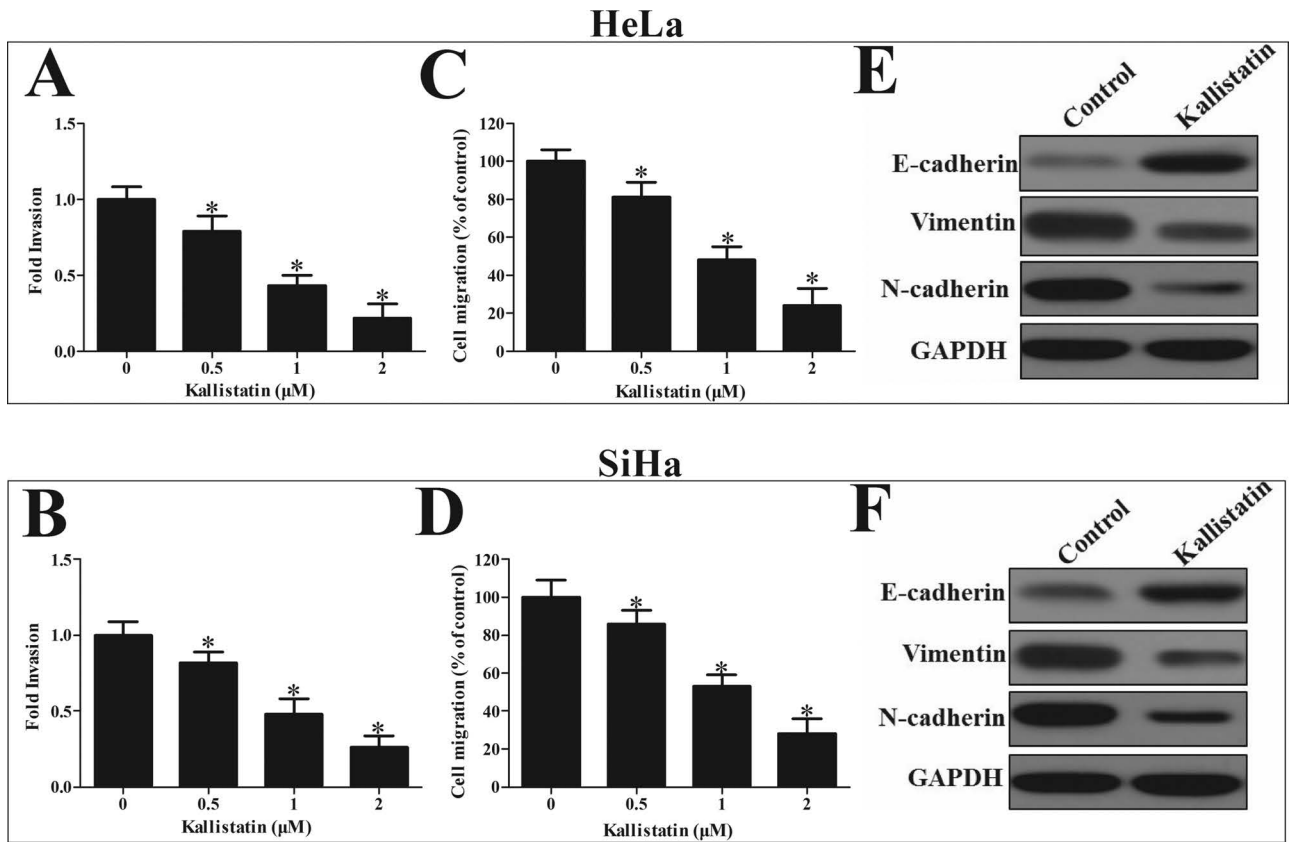 HeLa
A
1.5
1.0
0.5
0.0
Fold Invasion
*
*
*
0 0.5 1 2
Kallistatin (μM)
C
120
100
80
60
40
20
0
Cell migration (% of control)
*
*
*
0 0.5 1 2
Kallistatin (μM)
E
Control Kallistatin
E-cadherin
Vimentin
N-cadherin
GAPDH
SiHa
B
1.5
1.0
0.5
0.0
Fold Invasion
*
*
*
0 0.5 1 2
Kallistatin (μM)
D
120
100
80
60
40
20
0
Cell migration (% of control)
*
*
*
0 0.5 1 2
Kallistatin (μM)
F
Control Kallistatin
E-cadherin
Vimentin
N-cadherin
GAPDH